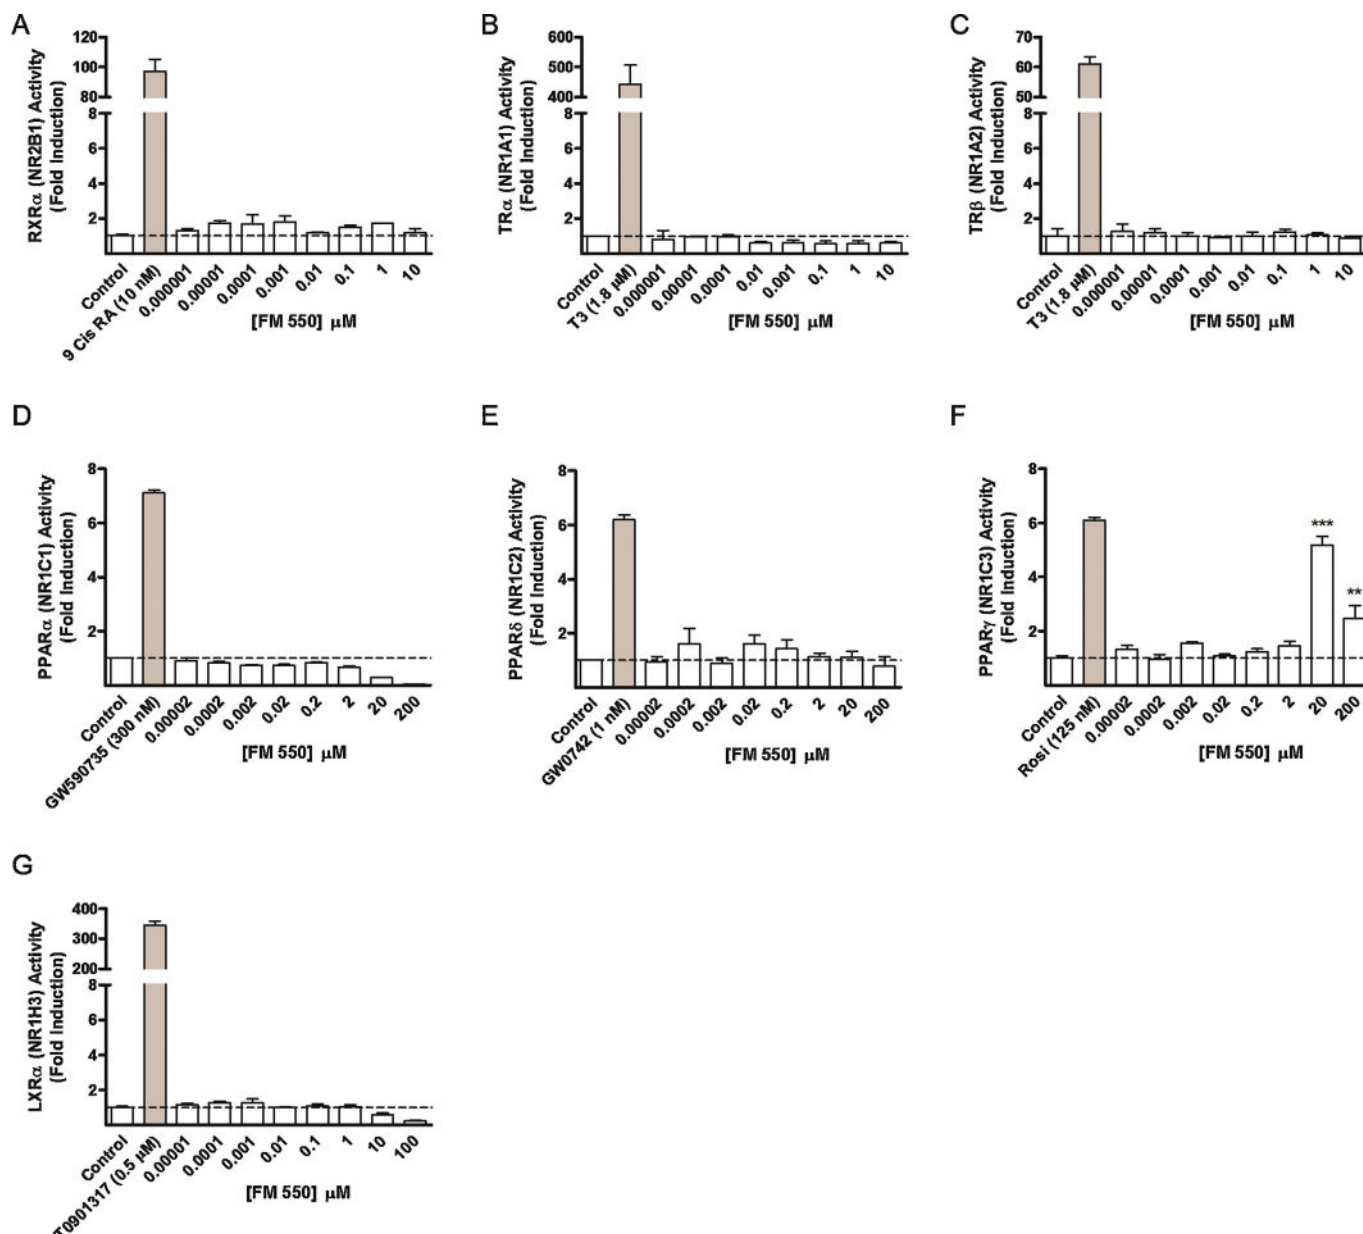 A
RXRα (NR2B1) Activity
(Fold Induction)
120
100
80
60
40
8
6
4
2
Control
9 Cis RA (10 nM)
0.000001
0.00001
0.0001
0.001
0.01
0.1
1
10
[FM 550] μM
B
TRα (NR1A1) Activity
(Fold Induction)
600
500
400
8
6
4
2
Control
T3 (1.8 μM)
0.000001
0.00001
0.0001
0.01
0.001
0.1
1
10
[FM 550] μM
C
TRβ (NR1A2) Activity
(Fold Induction)
70
60
50
8
6
4
2
Control
T3 (1.8 μM)
0.000001
0.00001
0.0001
0.001
0.01
0.1
1
10
[FM 550] μM
D
PPARα (NR1C1) Activity
(Fold Induction)
8
6
4
2
Control
GW590735 (300 nM)
0.00002
0.0002
0.002
0.02
0.2
2
20
200
[FM 550] μM
E
PPARδ (NR1C2) Activity
(Fold Induction)
8
6
4
2
Control
GW0742 (1 nM)
0.00002
0.0002
0.002
0.02
0.2
2
20
200
[FM 550] μM
F
PPARγ (NR1C3) Activity
(Fold Induction)
8
6
4
2
***
**
Control
Rosi (125 nM)
0.00002
0.0002
0.002
0.02
0.2
2
20
200
[FM 550] μM
G
LXRα (NR1H3) Activity
(Fold Induction)
400
300
200
8
6
4
2
Control
T0901317 (0.5 μM)
0.00001
0.0001
0.001
0.01
0.1
1
10
100
[FM 550] μM